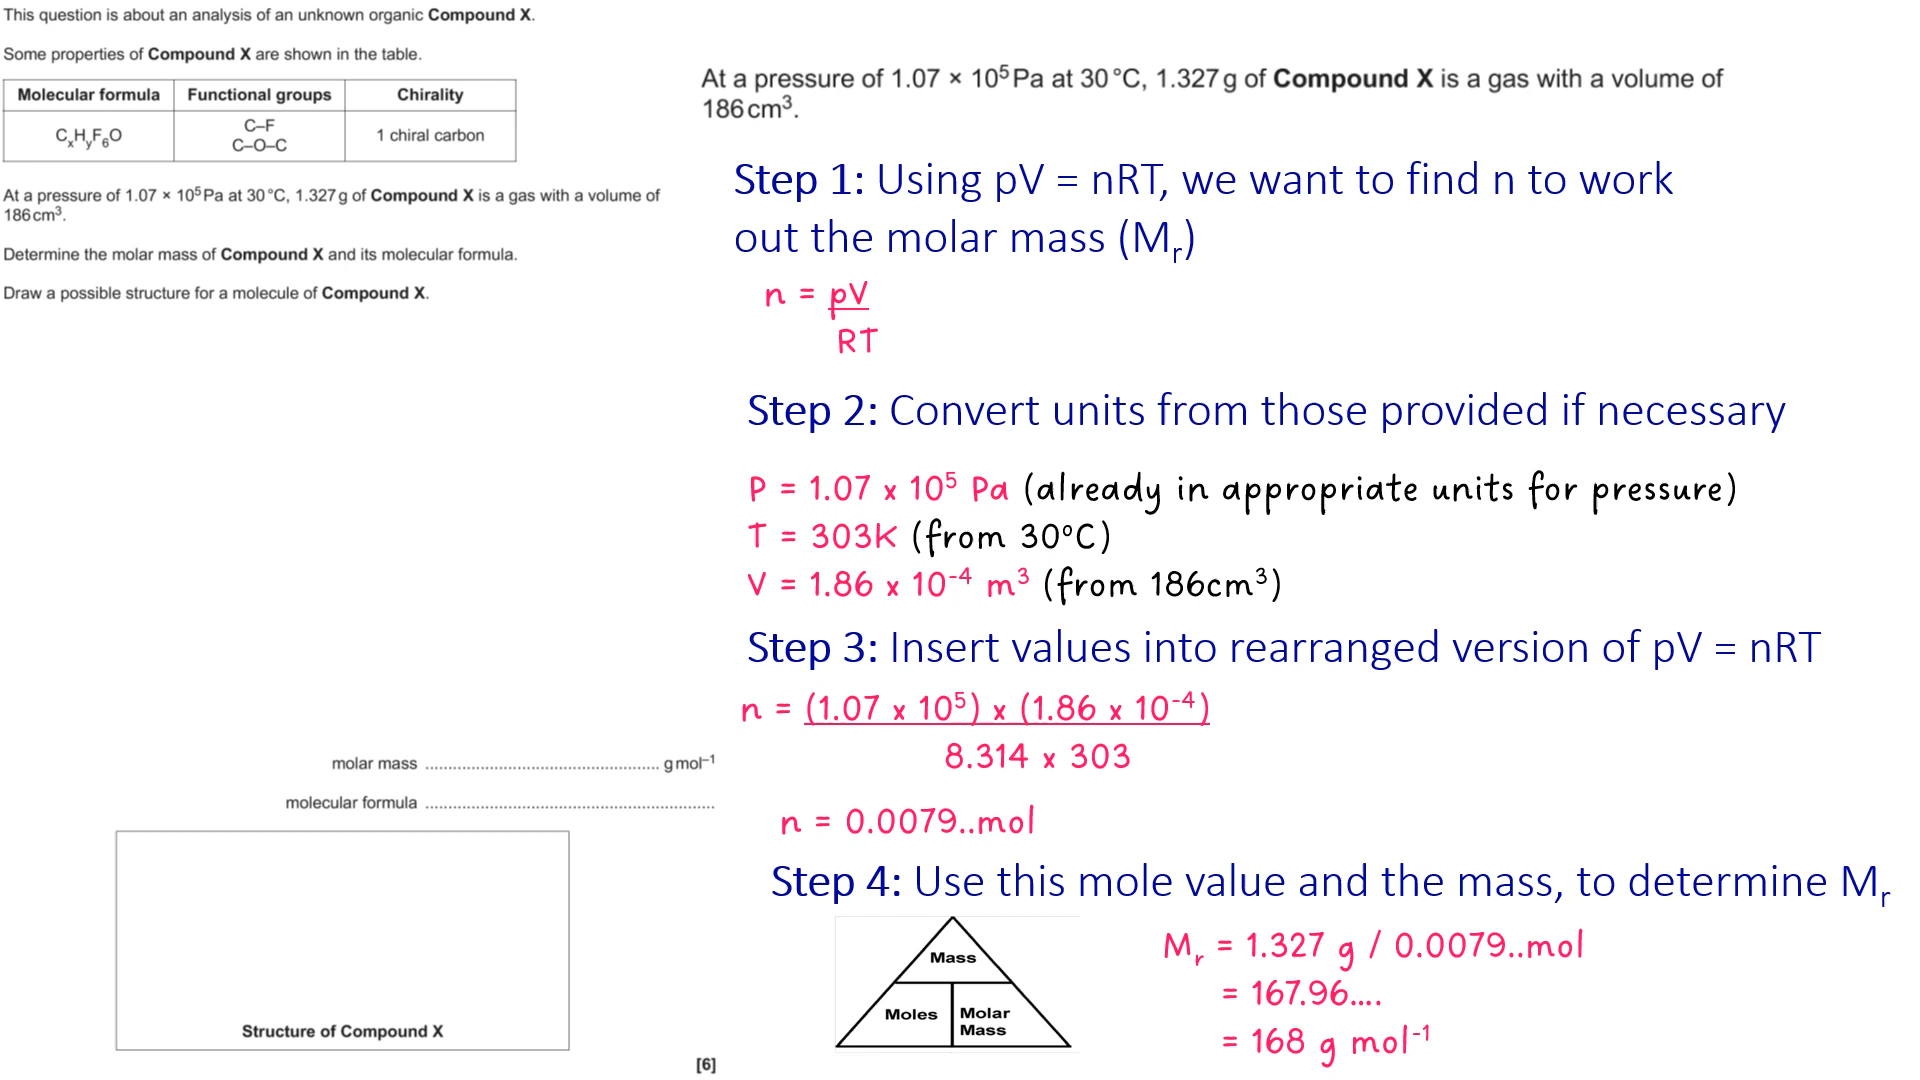 This question is about an analysis of an unknown organic Compound X.
Some properties of Compound X are shown in the table.
Molecular formula Functional groups Chirality
CₓHᵧF₆O C–F
C–O–C 1 chiral carbon
At a pressure of 1.07 × 10⁵ Pa at 30 °C, 1.327 g of Compound X is a gas with a volume of
186 cm³.
Determine the molar mass of Compound X and its molecular formula.
Draw a possible structure for a molecule of Compound X.
molar mass .................................................... g mol⁻¹
molecular formula ................................................................
Structure of Compound X
[6]
At a pressure of 1.07 × 10⁵ Pa at 30 °C, 1.327 g of Compound X is a gas with a volume of
186 cm³.
Step 1: Using pV = nRT, we want to find n to work
out the molar mass (Mᵣ)
n = pV
RT
Step 2: Convert units from those provided if necessary
P = 1.07 x 10⁵ Pa (already in appropriate units for pressure)
T = 303K (from 30°C)
V = 1.86 x 10⁻⁴ m³ (from 186cm³)
Step 3: Insert values into rearranged version of pV = nRT
n = (1.07 x 10⁵) x (1.86 x 10⁻⁴)
8.314 x 303
n = 0.0079..mol
Step 4: Use this mole value and the mass, to determine Mᵣ
Mass
Moles Molar
Mass
Mᵣ = 1.327 g / 0.0079..mol
= 167.96....
= 168 g mol⁻¹